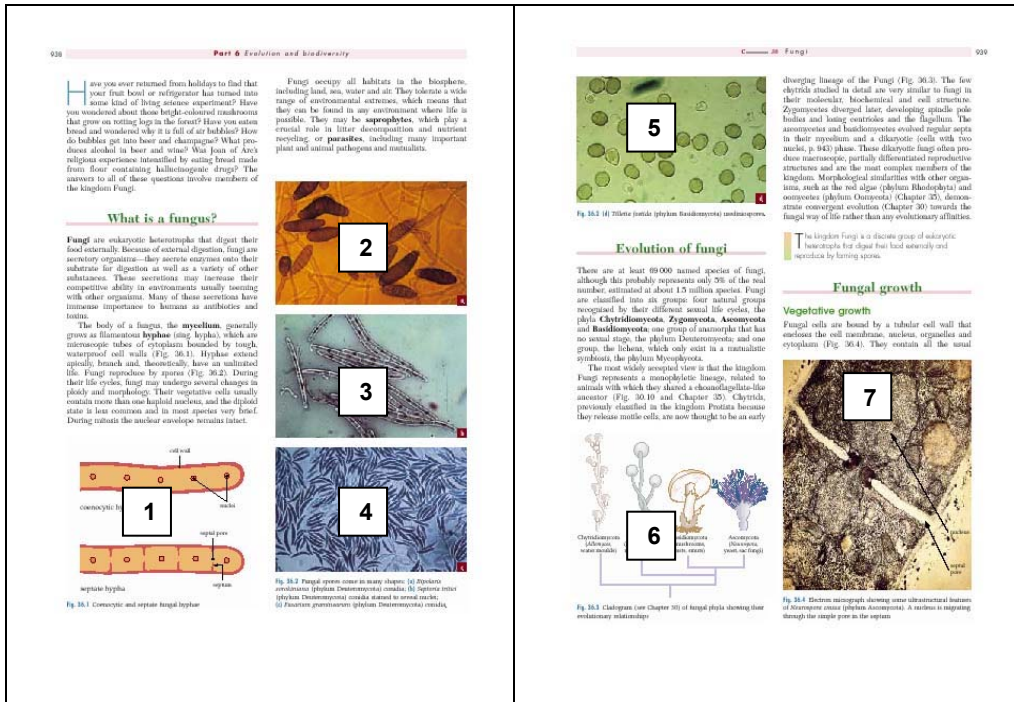 938
Part 6 Evolution and biodiversity
Have you ever returned from holidays to find that
your fruit bowl or refrigerator has turned into
some kind of living science experiment? Have
you wondered about those bright-coloured mushrooms
that grow on rotting logs in the forest? Have you eaten
bread and wondered why it is full of air bubbles? How
do bubbles get into beer and champagne? What pro-
duces alcohol in beer and wine? Was Joan of Arc's
religious experience intensified by eating bread made
from flour containing hallucinogenic drugs? The
answers to all of these questions involve members of
the kingdom Fungi.
What is a fungus?
Fungi are eukaryotic heterotrophs that digest their
food externally. Because of external digestion, fungi are
secretory organisms—they secrete enzymes onto their
substrate for digestion as well as a variety of other
substances. These secretions may increase their
competitive ability in environments usually teeming
with other organisms. Many of these secretions have
immense importance to humans as antibiotics and
toxins.
The body of a fungus, the mycelium, generally
grows as filamentous hyphae (sing. hypha), which are
microscopic tubes of cytoplasm bounded by tough,
waterproof cell walls (Fig. 36.1). Hyphae extend
apically, branch and, theoretically, have an unlimited
life. Fungi reproduce by spores (Fig. 36.2). During
their life cycles, fungi may undergo several changes in
ploidy and morphology. Their vegetative cells usually
contain more than one haploid nucleus, and the diploid
state is less common and in most species very brief.
During mitosis the nuclear envelope remains intact.
cell wall
nuclei
coenocytic hy
1
septal pore
septum
septate hypha
Fig. 36.1 Coenocytic and septate fungal hyphae
Fungi occupy all habitats in the biosphere,
including land, sea, water and air. They tolerate a wide
range of environmental extremes, which means that
they can be found in any environment where life is
possible. They may be saprophytes, which play a
crucial role in litter decomposition and nutrient
recycling, or parasites, including many important
plant and animal pathogens and mutualists.
2
a
3
b
4
c
Fig. 36.2 Fungal spores come in many shapes: (a) Bipolaris
sorokiniana (phylum Deuteromycota) conidia; (b) Septoria tritici
(phylum Deuteromycota) conidia stained to reveal nuclei;
(c) Fusarium graminearum (phylum Deuteromycota) conidia,
36 Fungi
939
5
d
Fig. 36.2 (d) Tilletia (phylum Basidiomycota)
Evolution of fungi
There are at least 69 000 named species of fungi,
although this probably represents only 5% of the real
number, estimated at about 1.5 million species. Fungi
are classified into six groups: four natural groups
recognised by their different sexual life cycles, the
phyla Chytridiomycota, Zygomycota, Ascomycota
and Basidiomycota; one group of anamorphs that has
no sexual stage, the phylum Deuteromycota; and one
group, the lichens, which only exist in a mutualistic
symbiosis, the phylum Mycophycota.
The most widely accepted view is that the kingdom
Fungi represents a monophyletic lineage, related to
animals with which they shared a choanoflagellate-like
ancestor (Fig. 30.10 and Chapter 35). Chytrids,
previously classified in the kingdom Protista because
they release motile cells, are now thought to be an early
6
Chytridiomycota
(Allomyces,
water moulds)
sidiomycota
mushrooms,
smuts)
Ascomycota
(Neurospora,
yeast, sac fungi)
Fig. 36.3 Cladogram (see Chapter 30) of fungal phyla showing their
evolutionary relationships
diverging lineage of the Fungi (Fig. 36.3). The few
chytrids studied in detail are very similar to fungi in
their molecular, biochemical and cell structure.
Zygomycetes diverged later, developing spindle pole
bodies and losing centrioles and the flagellum. The
ascomycetes and basidiomycetes evolved regular septa
in their mycelium and a dikaryotic (cells with two
nuclei, p. 943) phase. These dikaryotic fungi often pro-
duce macroscopic, partially differentiated reproductive
structures and are the most complex members of the
kingdom. Morphological similarities with other organ-
isms, such as the red algae (phylum Rhodophyta) and
oomycetes (phylum Oomycota) (Chapter 35), demon-
strate convergent evolution (Chapter 30) towards the
fungal way of life rather than any evolutionary affinities.
The kingdom Fungi is a discrete group of eukaryotic
heterotrophs that digest their food externally and
reproduce by forming spores.
Fungal growth
Vegetative growth
Fungal cells are bound by a tubular cell wall that
encloses the cell membrane, nucleus, organelles and
cytoplasm (Fig. 36.4). They contain all the usual
7
nucleus
septal
pore
Fig. 36.4 Electron micrograph showing some ultrastructural features
of Neurospora crassa (phylum Ascomycota). A nucleus is migrating
through the simple pore in the septum